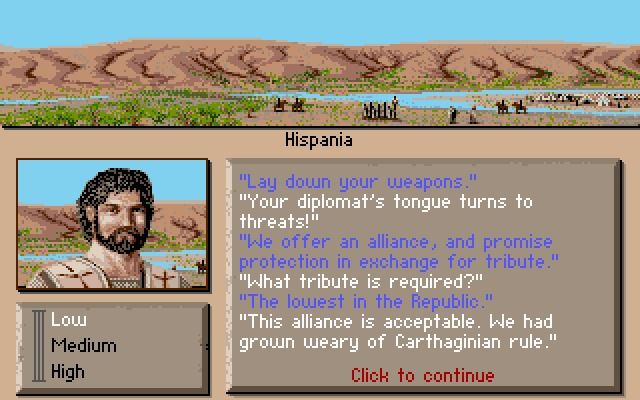 Hispania
"Lay down your weapons."
"Your diplomat's tongue turns to
threats!"
"We offer an alliance, and promise
protection in exchange for tribute."
"What tribute is required?"
"The lowest in the Republic."
"This alliance is acceptable. We had
grown weary of Carthaginian rule."
Click to continue
Low
Medium
High